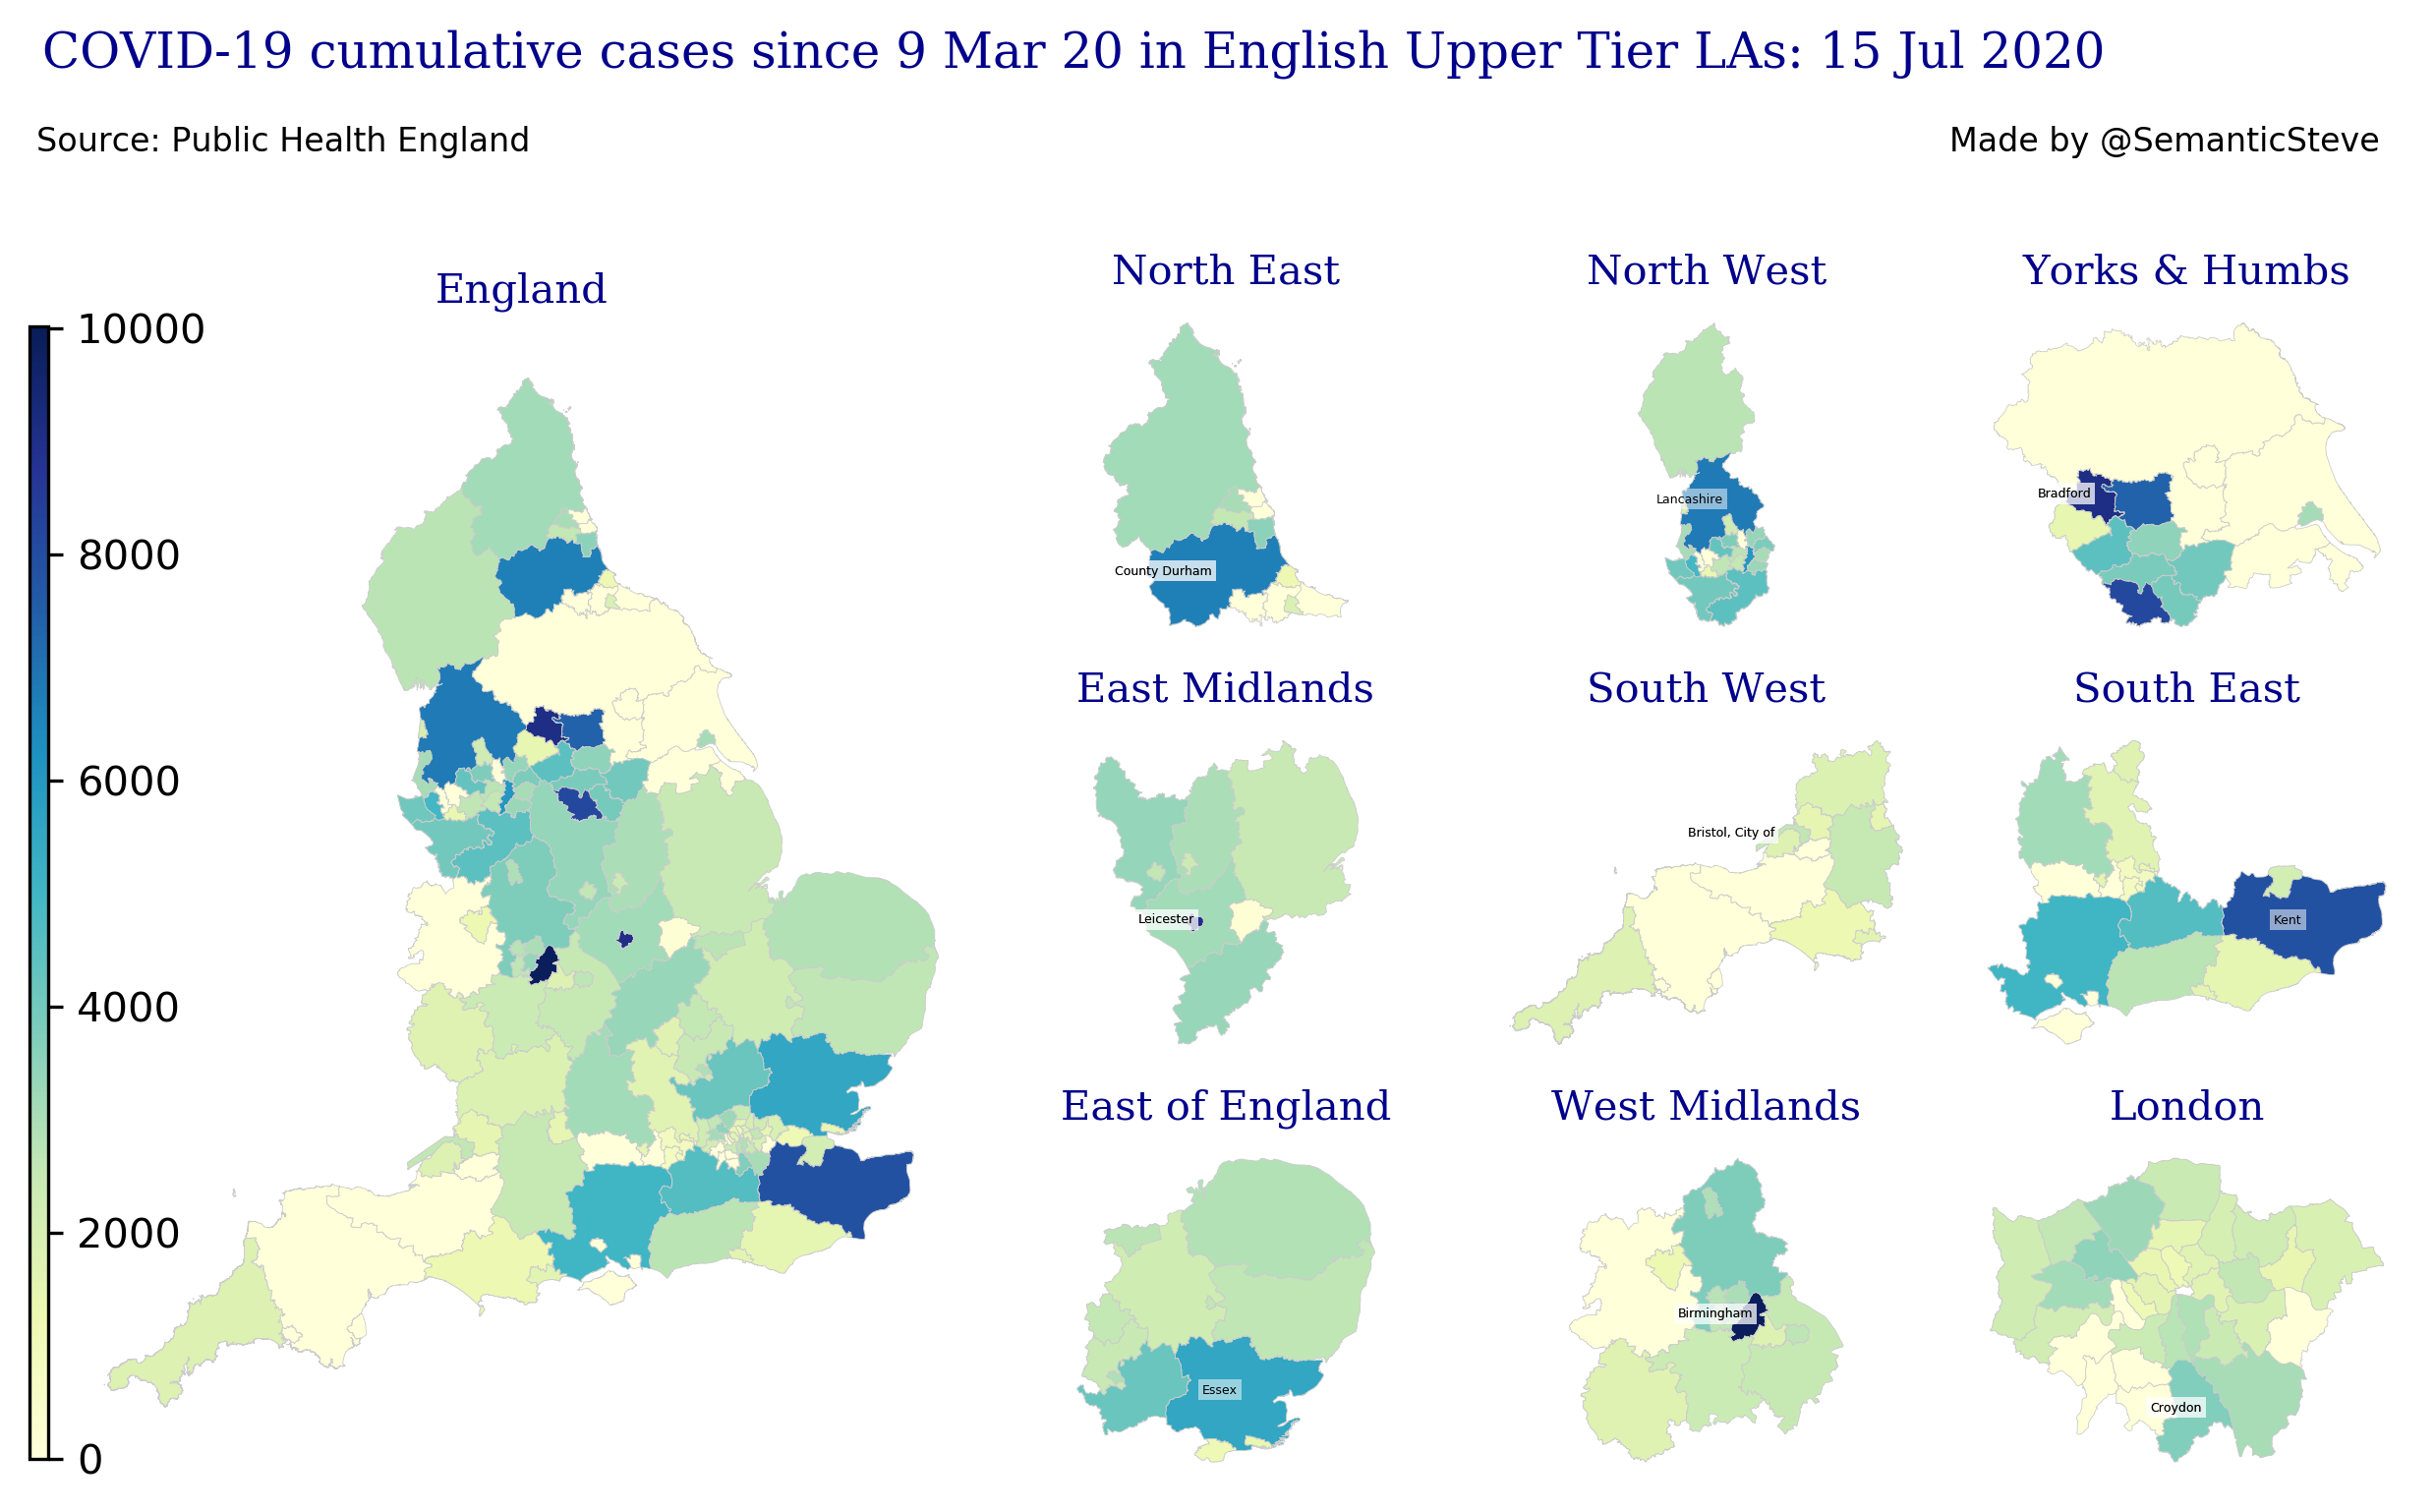 COVID-19 cumulative cases since 9 Mar 20 in English Upper Tier LAs: 15 Jul 2020
Source: Public Health England
Made by @SemanticSteve
England
10000
8000
6000
4000
2000
0
North East
County Durham
North West
Lancashire
Yorks & Humbs
Bradford
East Midlands
Leicester
South West
Bristol, City of
South East
Kent
East of England
Essex
West Midlands
Birmingham
London
Croydon